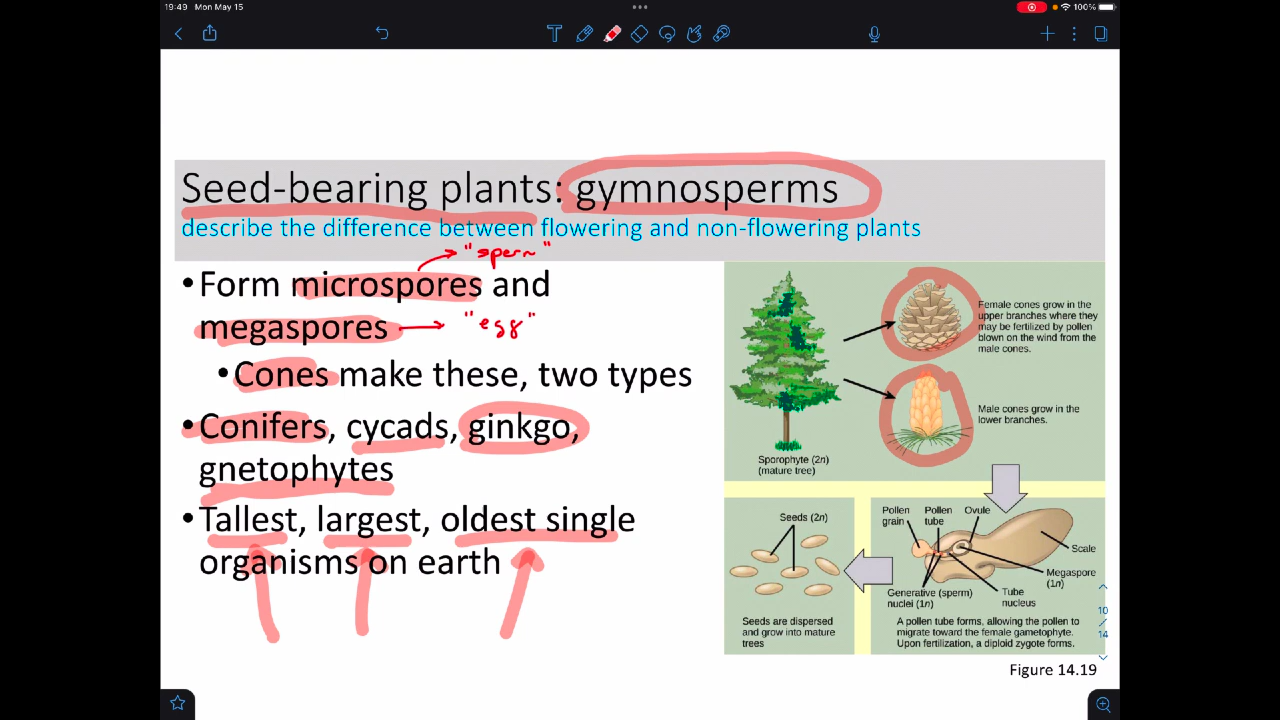 19:49 Mon May 15
100%
Seed-bearing plants: gymnosperms
describe the difference between flowering and non-flowering plants
"sperm"
•Form microspores and
megaspores
"egg"
•Cones make these, two types
•Conifers, cycads, ginkgo,
gnetophytes
•Tallest, largest, oldest single
organisms on earth
Female cones grow in the
upper branches where they
may be fertilized by pollen
blown on the wind from the
male cones.
Male cones grow in the
lower branches.
Sporophyte (2n)
(mature tree)
Seeds (2n)
Seeds are dispersed
and grow into mature
trees
Pollen
grain
Pollen
tube
Ovule
Scale
Megaspore
(1n)
Generative (sperm)
nuclei (1n)
Tube
nucleus
A pollen tube forms, allowing the pollen to
migrate toward the female gametophyte.
Upon fertilization, a diploid zygote forms.
10
/
14
Figure 14.19